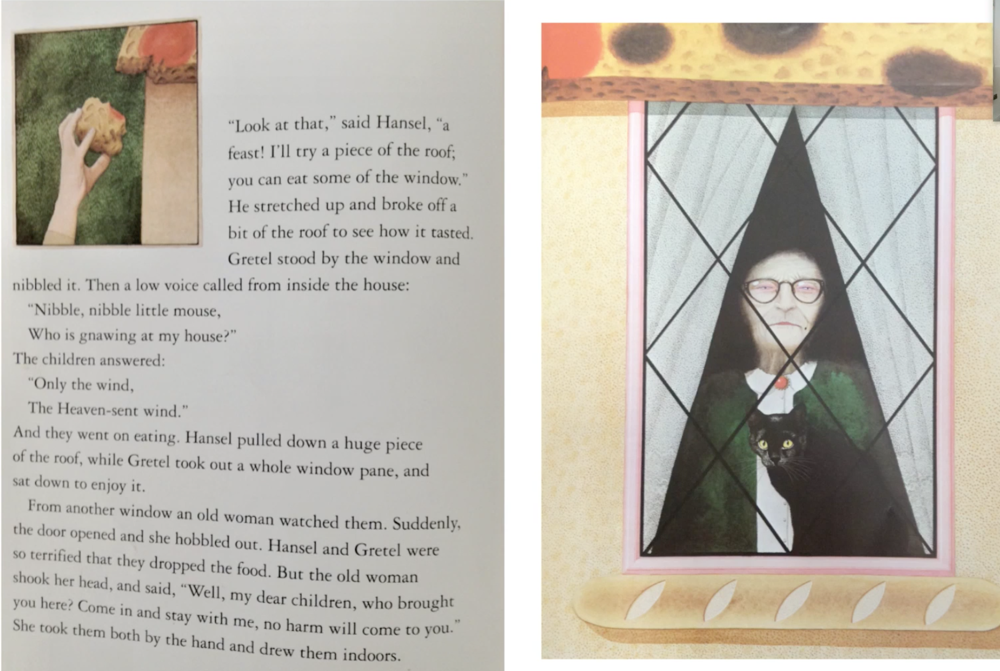 “Look at that,” said Hansel, “a
feast! I’ll try a piece of the roof;
you can eat some of the window.”
He stretched up and broke off a
bit of the roof to see how it tasted.
Gretel stood by the window and
nibbled it. Then a low voice called from inside the house:
“Nibble, nibble little mouse,
Who is gnawing at my house?”
The children answered:
“Only the wind,
The Heaven-sent wind.”
And they went on eating. Hansel pulled down a huge piece
of the roof, while Gretel took out a whole window pane, and
sat down to enjoy it.
From another window an old woman watched them. Suddenly,
the door opened and she hobbled out. Hansel and Gretel were
so terrified that they dropped the food. But the old woman
shook her head, and said, “Well, my dear children, who brought
you here? Come in and stay with me, no harm will come to you.”
She took them both by the hand and drew them indoors.